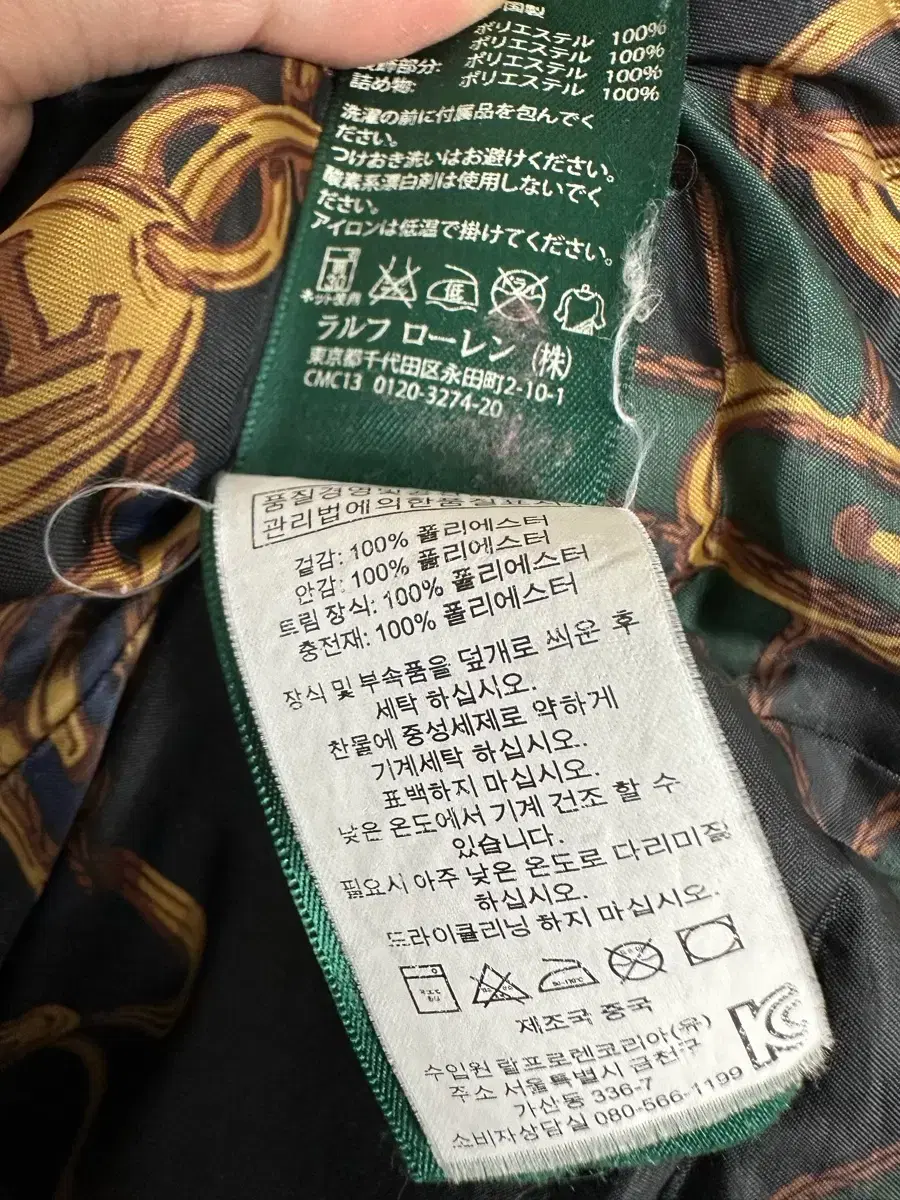 国製
ポリエステル 100%
ポリエステル 100%
部分: ポリエステル 100%
詰め物: ポリエステル 100%
洗濯の前に付属品を包んでく
ださい。
つけおき洗いはお避けください。
酸素系漂白剤は使用しないでく
ださい。
アイロンは低温で掛けてください。
30 低 ドライ
ネット使用
ラルフ ローレン (株)
東京都千代田区永田町2-10-1
CMC13 0120-3274-20
품질경영및
관리법에의한품질표시
겉감: 100% 폴리에스터
안감: 100% 폴리에스터
트림 장식: 100% 폴리에스터
충전재: 100% 폴리에스터
장식 및 부속품을 덮개로 씌운 후
세탁 하십시오.
찬물에 중성세제로 약하게
기계세탁 하십시오..
표백하지 마십시오.
낮은 온도에서 기계 건조 할 수
있습니다.
필요시 아주 낮은 온도로 다리미질
하십시오.
드라이클리닝 하지 마십시오.
제조국 중국
수입원 랄프로렌코리아(유)
주소 서울특별시 금천구
가산동 336-7
소비자상담실 080-566-1199